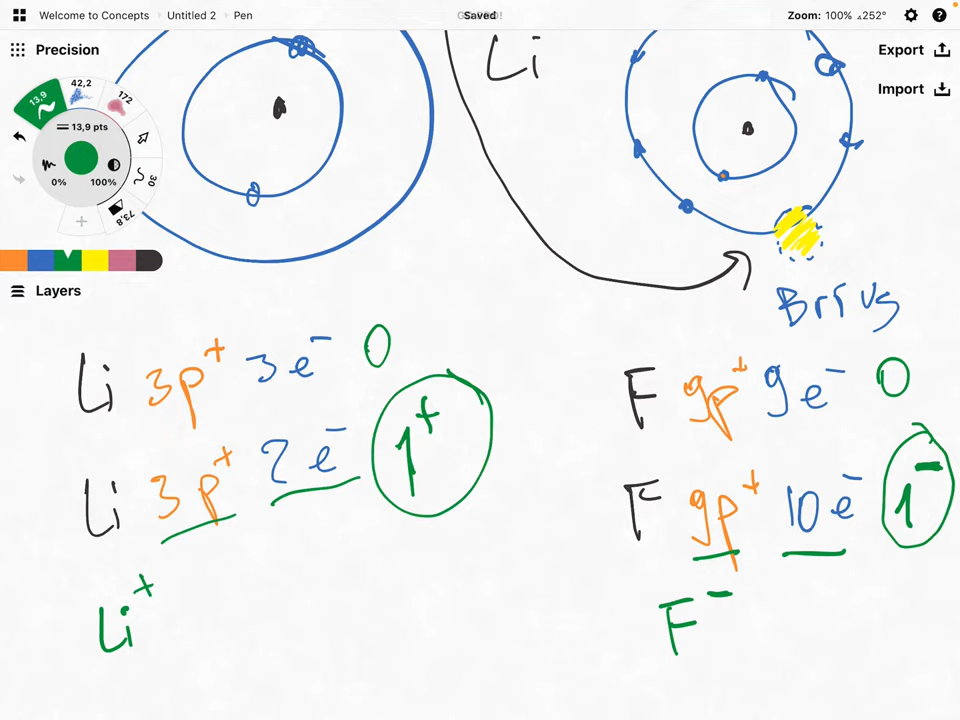 Welcome to Concepts > Untitled 2 > Pen
Saved
Zoom: 100% ⊿252°
Precision
Export
Import
42,2
172
13,9
13,9 pts
0%
100%
30
73,8
Layers
Li
Brīvs
Li 3p⁺ 3e⁻ 0
F 9p⁺ 9e⁻ 0
Li 3p⁺ 2e⁻ 1⁺
F 9p⁺ 10e⁻ 1⁻
Li⁺
F⁻